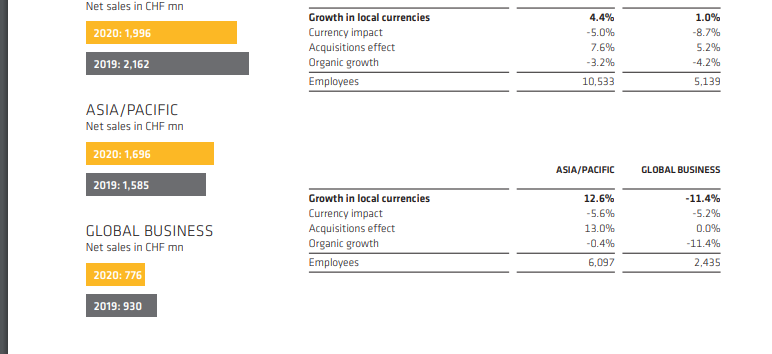 Net sales in CHF mn
2020: 1,996
2019: 2,162
Growth in local currencies 4.4% 1.0%
Currency impact -5.0% -8.7%
Acquisitions effect 7.6% 5.2%
Organic growth -3.2% -4.2%
Employees 10,533 5,139
ASIA/PACIFIC
Net sales in CHF mn
2020: 1,696
2019: 1,585
ASIA/PACIFIC GLOBAL BUSINESS
Growth in local currencies 12.6% -11.4%
Currency impact -5.6% -5.2%
Acquisitions effect 13.0% 0.0%
Organic growth -0.4% -11.4%
Employees 6,097 2,435
GLOBAL BUSINESS
Net sales in CHF mn
2020: 776
2019: 930